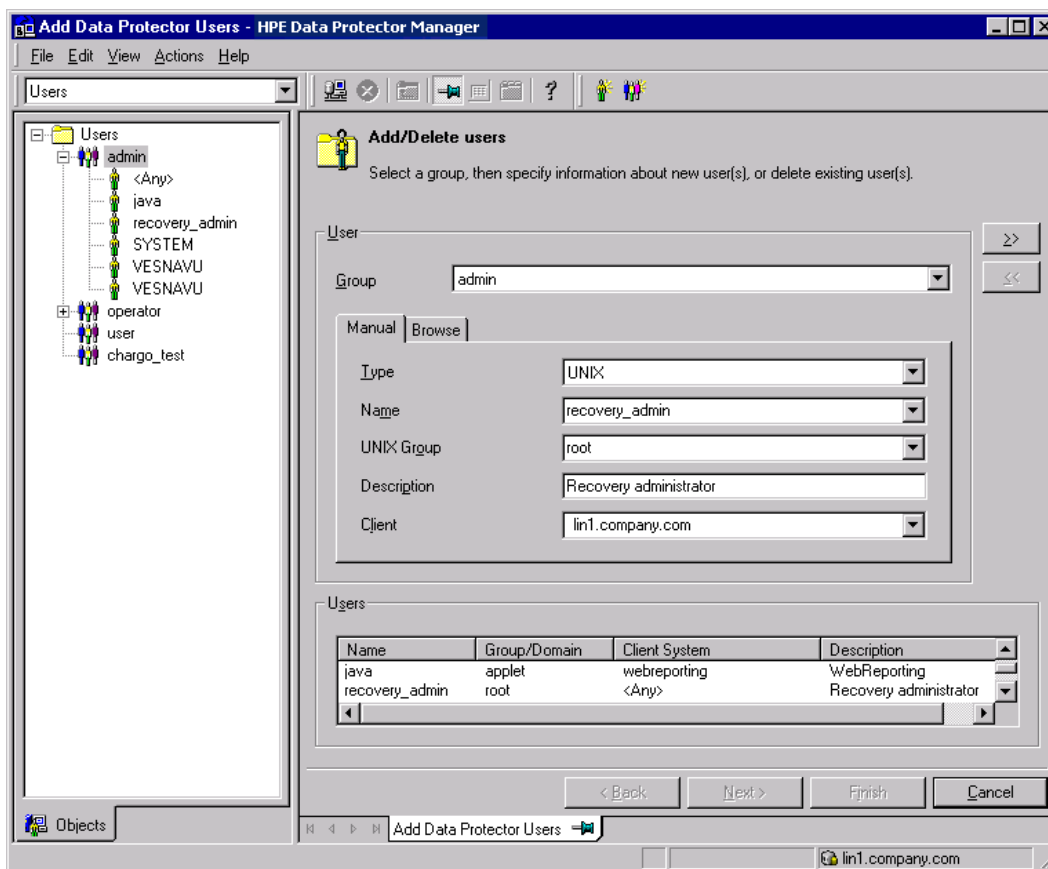 Add Data Protector Users - HPE Data Protector Manager
File Edit View Actions Help
Users
Users
admin
<Any>
java
recovery_admin
SYSTEM
VESNAVU
VESNAVU
operator
user
chargo_test
Objects
Add/Delete users
Select a group, then specify information about new user(s), or delete existing user(s).
User
>>
<<
Group admin
Manual Browse
Type UNIX
Name recovery_admin
UNIX Group root
Description Recovery administrator
Client lin1.company.com
Users
Name Group/Domain Client System Description
java applet webreporting WebReporting
recovery_admin root <Any> Recovery administrator
< Back Next > Finish Cancel
Add Data Protector Users
lin1.company.com